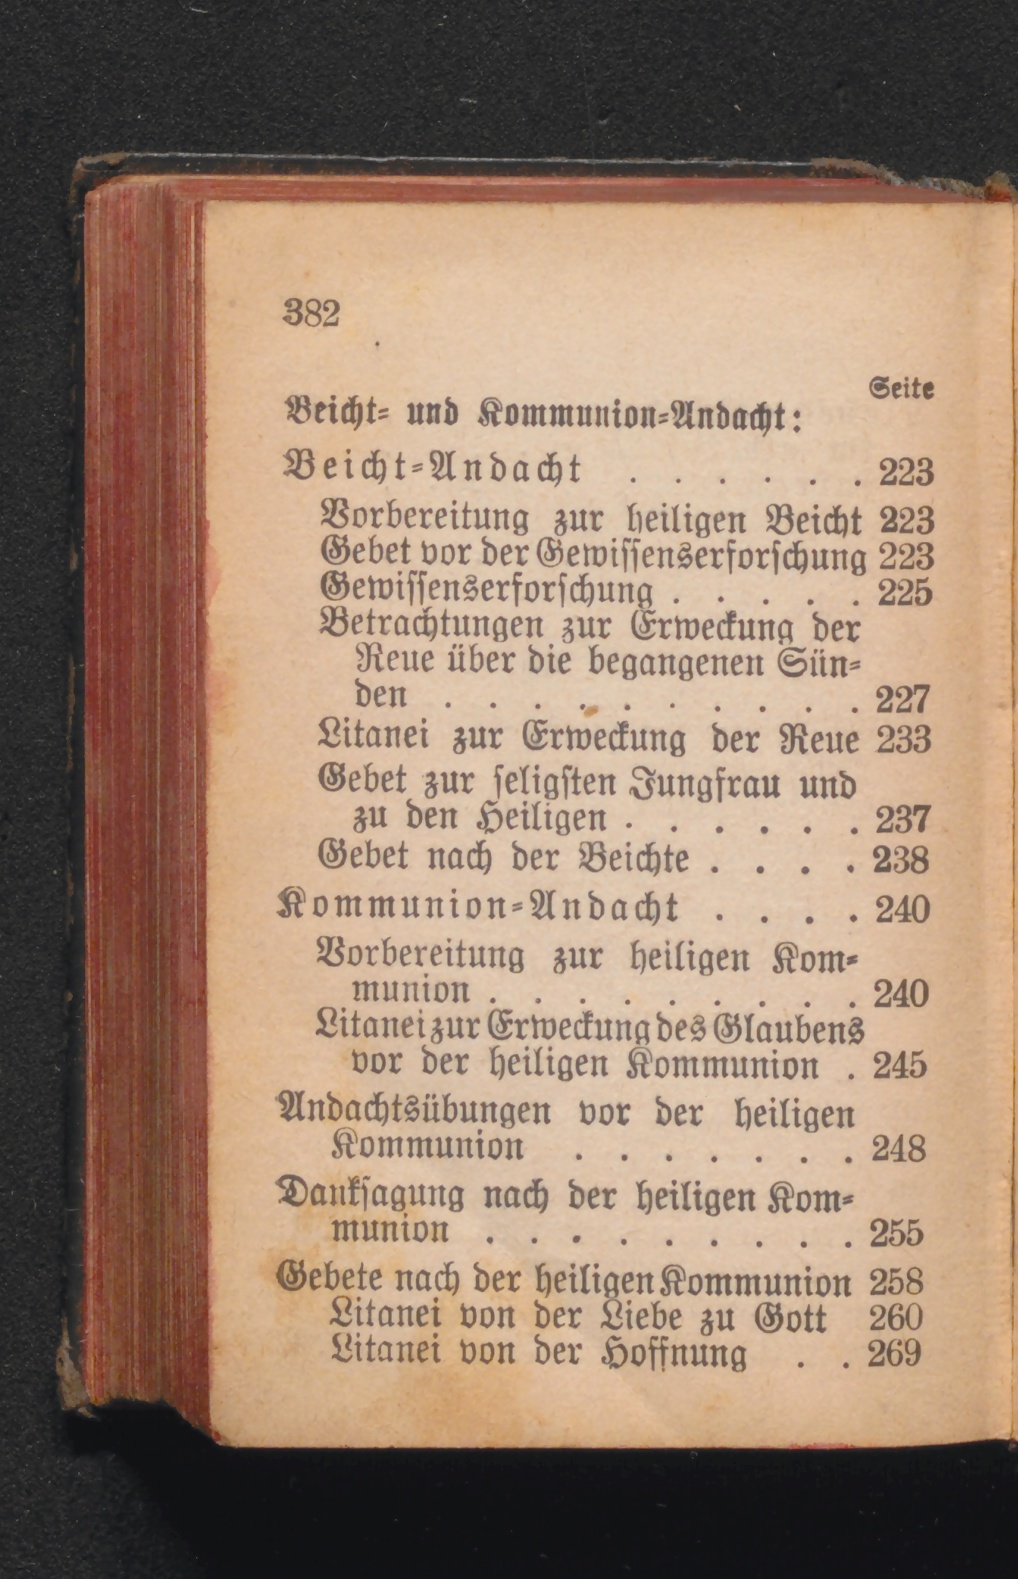 382
Seite
Beicht- und Kommunion-Andacht:
Beicht-Andacht . . . . . . 223
Vorbereitung zur heiligen Beicht 223
Gebet vor der Gewissenserforschung 223
Gewissenserforschung . . . . . 225
Betrachtungen zur Erweckung der
Reue über die begangenen Sün-
den . . . . . . . . . . 227
Litanei zur Erweckung der Reue 233
Gebet zur seligsten Jungfrau und
zu den Heiligen . . . . . . 237
Gebet nach der Beichte . . . . 238
Kommunion-Andacht . . . . 240
Vorbereitung zur heiligen Kom-
munion . . . . . . . . . 240
Litanei zur Erweckung des Glaubens
vor der heiligen Kommunion . 245
Andachtsübungen vor der heiligen
Kommunion . . . . . . . 248
Danksagung nach der heiligen Kom-
munion . . . . . . . . . 255
Gebete nach der heiligen Kommunion 258
Litanei von der Liebe zu Gott 260
Litanei von der Hoffnung . . 269